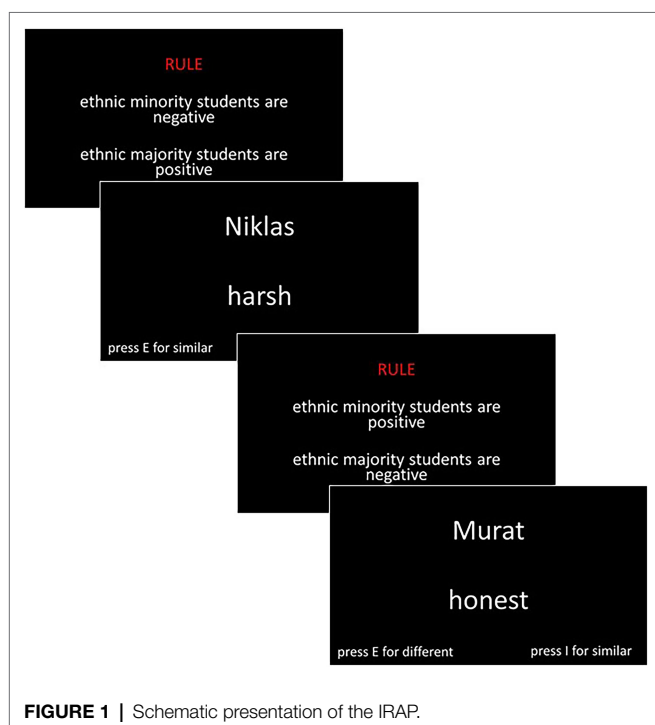 RULE
ethnic minority students are
negative
ethnic majority students are
positive
Niklas
harsh
press E for similar
RULE
ethnic minority students are
positive
ethnic majority students are
negative
Murat
honest
press E for different press I for similar
FIGURE 1 | Schematic presentation of the IRAP.